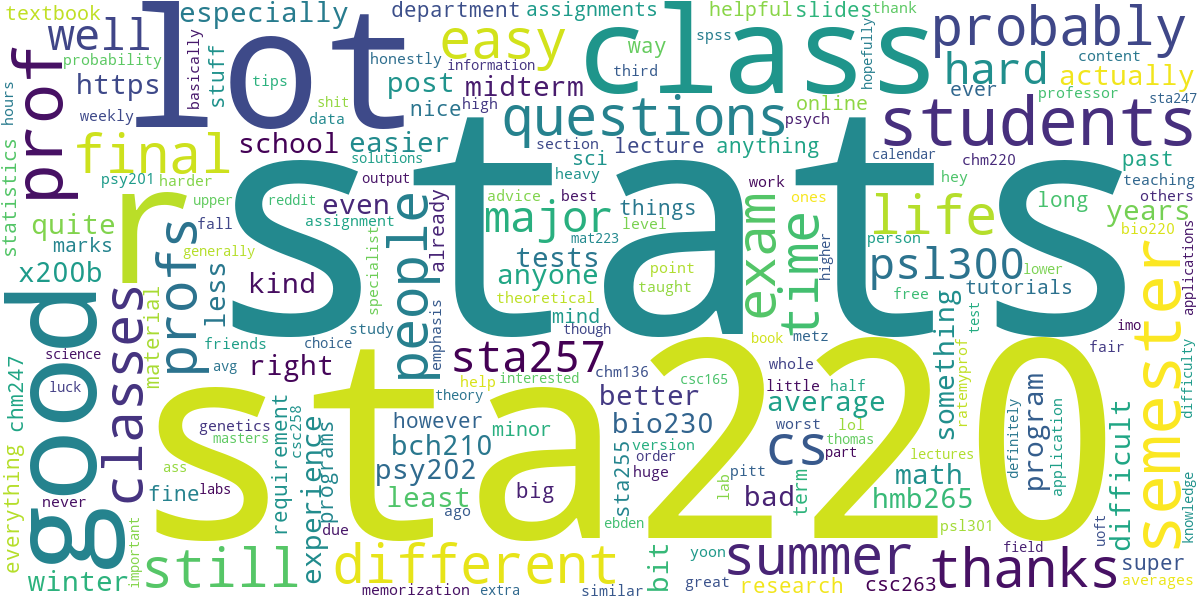 textbook
especially
department
assignments
helpful
slides
thank
well
lot
easy
class
probably
probability
basically
stuff
honestly
information
spss
way
hopefully
content
https
tips
post
midterm
third
hard
actually
prof
hours
weekly
shit
data
nice
high
questions
online
psych
ever
professor
sta247
students
final
school
easier
section
lecture
anything
sci
solutions
calendar
chm220
past
teaching
statistics
psy201
harder
output
heavy
hey
others
r
stats
upper
reddit
even
advice
best
work
ones
quite
fall
assignment
already
major
things
level
exam
life
long
years
bio220
marks
profs
generally
specialist
people
mat223
time
person
x200b
less
kind
tests
anyone
point
taught
higher
psl300
lower
applications
good
classes
material
theoretical
mind
free
tutorials
semester
friends
study
emphasis
though
book
metz
something
test
imo
science
choice
right
sta257
chm136
whole
fair
chm247
luck
avg
theory
help
interested
csc165
little
half
ratemyprof
difficulty
sta220
better
average
however
minor
bio230
version
worst
lol
cs
thomas
part
definitely
program
application
difficult
genetics
masters
csc258
requirement
experience
programs
bch210
psy202
order
huge
pitt
lectures
math
everything
ass
labs
fine
never
least
big
sta255
lab
bad
term
hmb265
knowledge
ago
ebden
psl301
uoft
due
important
winter
still
different
bit
yoon
summer
field
super
thanks
averages
memorization
extra
similar
great
research
csc263